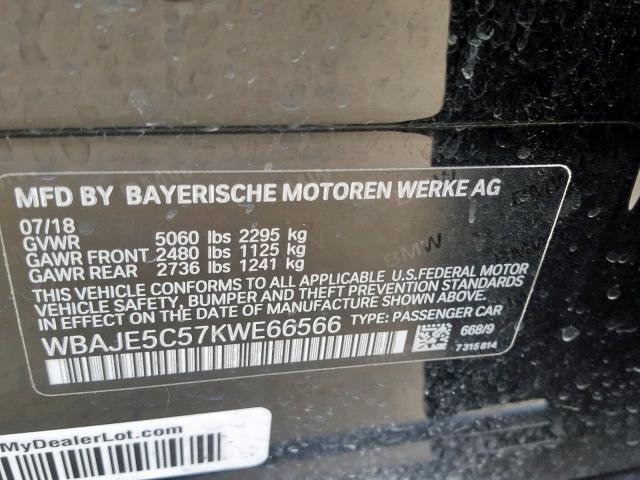 MFD BY BAYERISCHE MOTOREN WERKE AG
07/18
GVWR 5060 lbs 2295 kg
GAWR FRONT 2480 lbs 1125 kg
GAWR REAR 2736 lbs 1241 kg
THIS VEHICLE CONFORMS TO ALL APPLICABLE U.S.FEDERAL MOTOR
VEHICLE SAFETY, BUMPER AND THEFT PREVENTION STANDARDS
IN EFFECT ON THE DATE OF MANUFACTURE SHOWN ABOVE.
WBAJE5C57KWE66566 TYPE: PASSENGER CAR
668/9
7315814
MyDealerLot.com